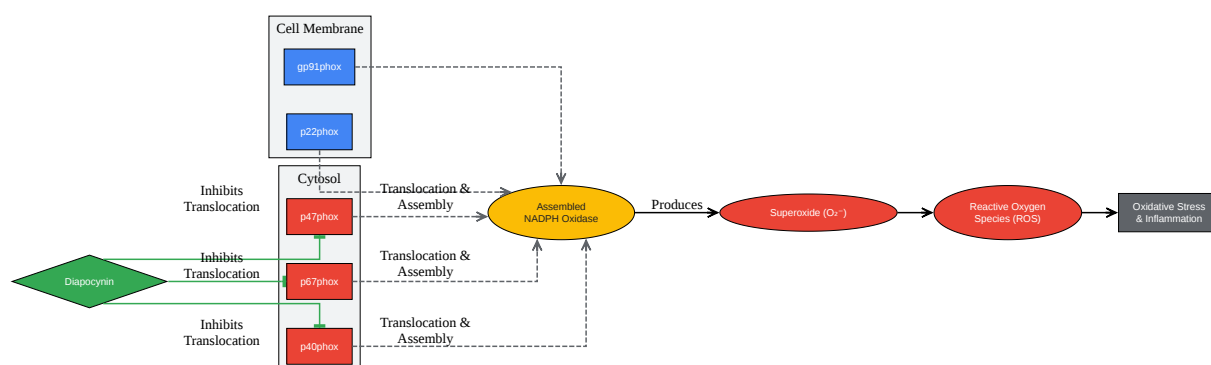 Cell Membrane
gp91phox
p22phox
Cytosol
Inhibits
Translocation
p47phox
Translocation &
Assembly
Assembled
NADPH Oxidase
Produces
Superoxide (O₂⁻)
Reactive Oxygen
Species (ROS)
Oxidative Stress
& Inflammation
Diapocynin
Inhibits
Translocation
p67phox
Translocation &
Assembly
Inhibits
Translocation
p40phox
Translocation &
Assembly